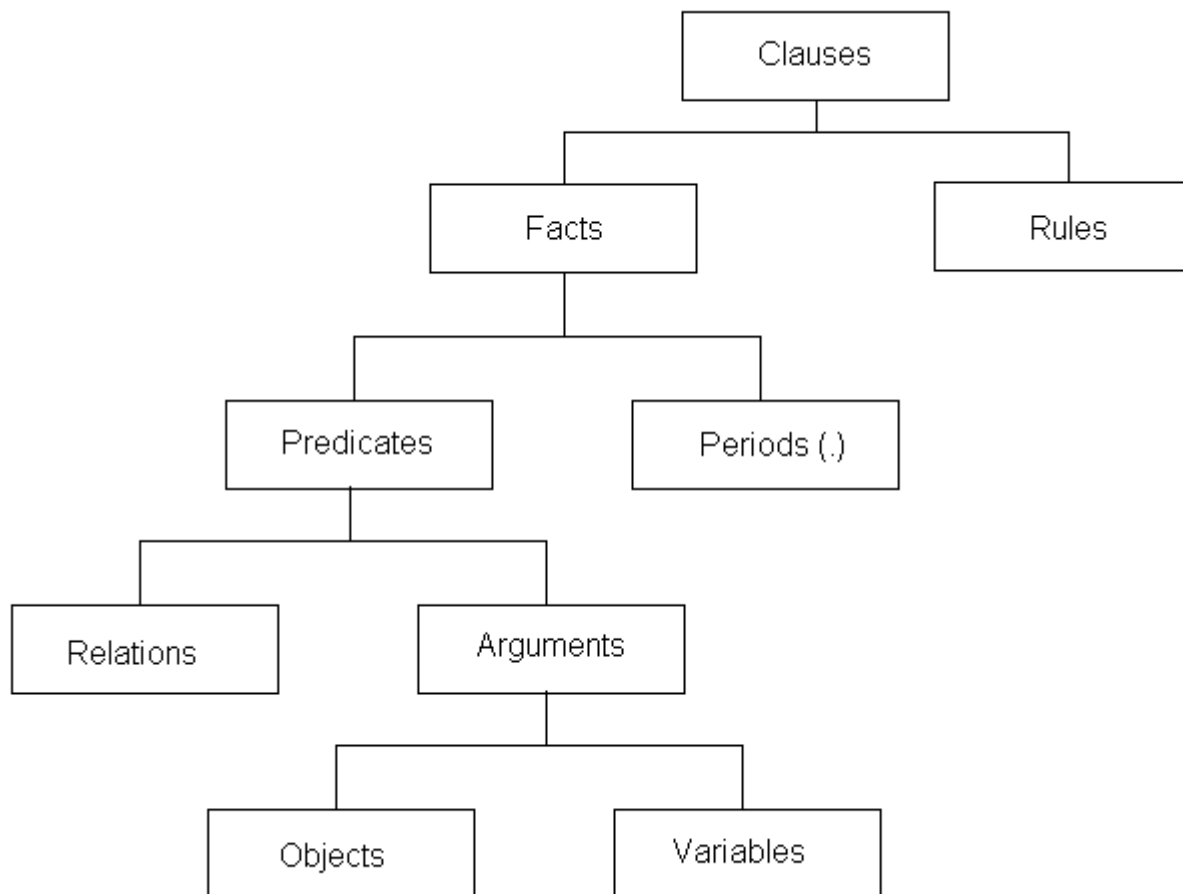 Clauses
Facts
Rules
Predicates
Periods (.)
Relations
Arguments
Objects
Variables